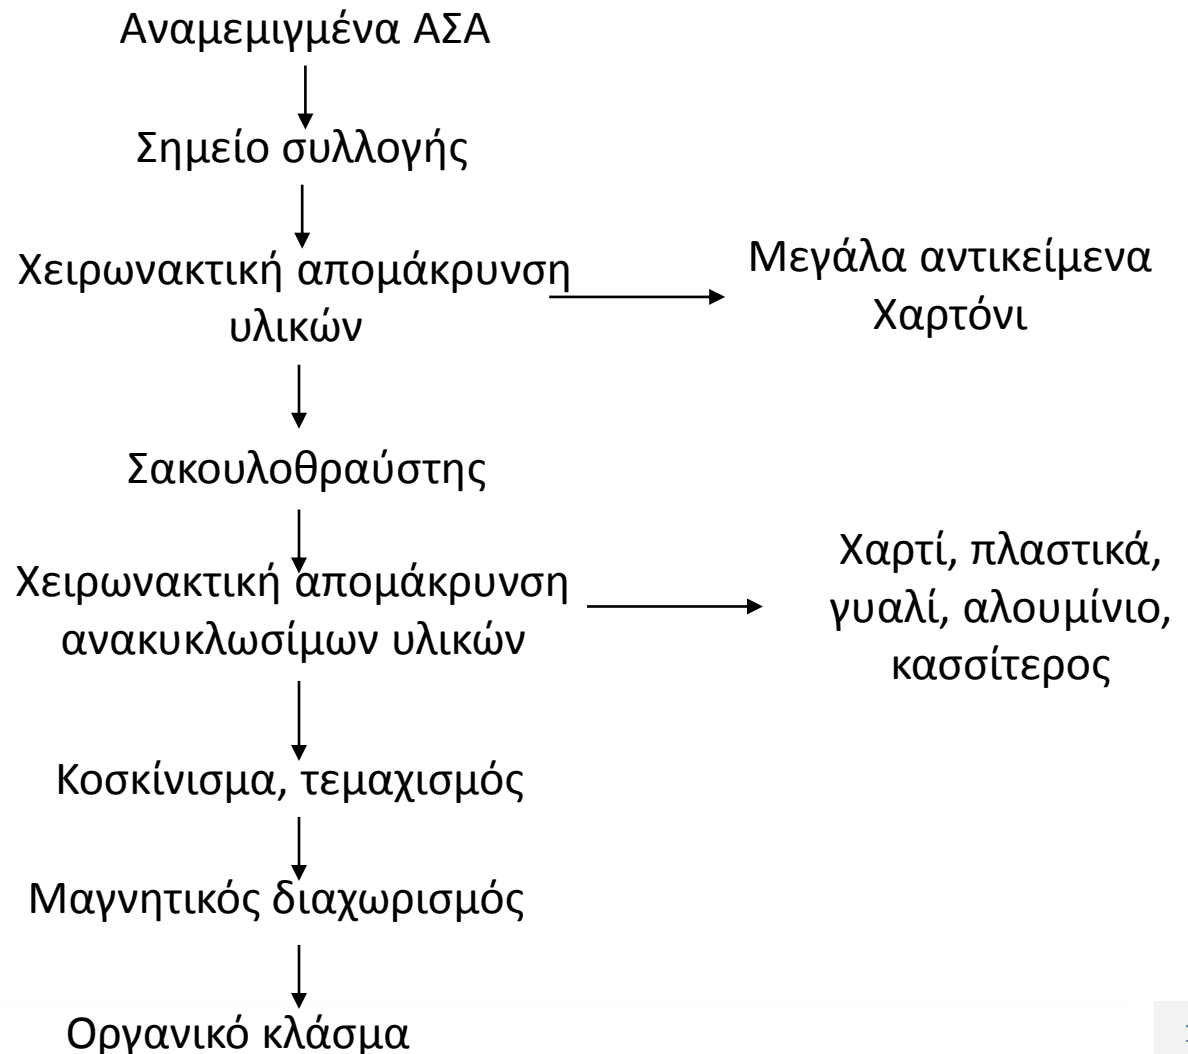 Αναμεμιγμένα ΑΣΑ
Σημείο συλλογής
Χειρωνακτική απομάκρυνση
υλικών
Μεγάλα αντικείμενα
Χαρτόνι
Σακουλοθραύστης
Χειρωνακτική απομάκρυνση
ανακυκλωσίμων υλικών
Χαρτί, πλαστικά,
γυαλί, αλουμίνιο,
κασσίτερος
Κοσκίνισμα, τεμαχισμός
Μαγνητικός διαχωρισμός
Οργανικό κλάσμα